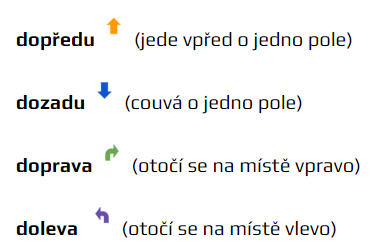 dopředu (jede vpřed o jedno pole)
dozadu (couvá o jedno pole)
doprava (otočí se na místě vpravo)
doleva (otočí se na místě vlevo)